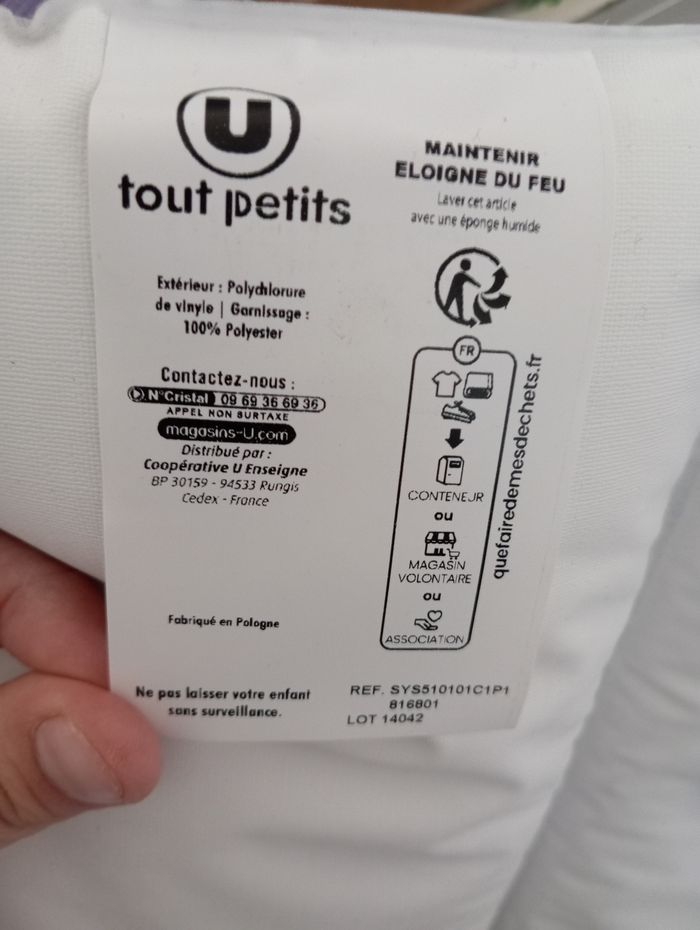 U
tout petits
Extérieur : Polychlorure
de vinyle | Garnissage :
100% Polyester
Contactez-nous :
N°Cristal 09 69 36 69 36
APPEL NON SURTAXE
magasins-U.com
Distribué par :
Coopérative U Enseigne
BP 30159 - 94533 Rungis
Cedex - France
Fabriqué en Pologne
Ne pas laisser votre enfant
sans surveillance.
MAINTENIR
ELOIGNE DU FEU
Laver cet article
avec une éponge humide
FR
CONTENEUR
ou
MAGASIN
VOLONTAIRE
ou
ASSOCIATION
quefairedemesdechets.fr
REF. SYS510101C1P1
816801
LOT 14042